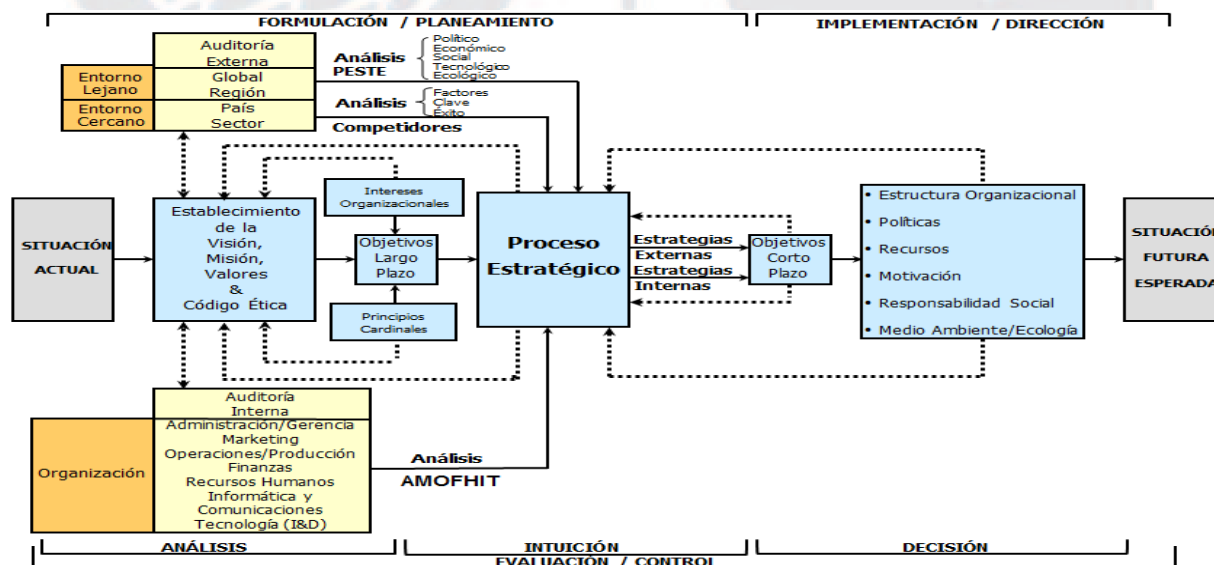 FORMULACIÓN / PLANEAMIENTO
IMPLEMENTACIÓN / DIRECCIÓN
Auditoría
Externa
Entorno
Lejano
Global
Región
Entorno
Cercano
País
Sector
Análisis
PESTE
Político
Económico
Social
Tecnológico
Ecológico
Análisis
Competidores
Factores
Clave
Éxito
SITUACIÓN
ACTUAL
Establecimiento
de la
Visión,
Misión,
Valores
&
Código Ética
Intereses
Organizacionales
Objetivos
Largo
Plazo
Principios
Cardinales
Proceso
Estratégico
Estrategias
Externas
Estrategias
Internas
Objetivos
Corto
Plazo
• Estructura Organizacional
• Políticas
• Recursos
• Motivación
• Responsabilidad Social
• Medio Ambiente/Ecología
SITUACIÓN
FUTURA
ESPERADA
Auditoría
Interna
Organización
Administración/Gerencia
Marketing
Operaciones/Producción
Finanzas
Recursos Humanos
Informática y
Comunicaciones
Tecnología (I&D)
Análisis
AMOFHIT
ANÁLISIS
INTUICIÓN
DECISIÓN
EVALUACIÓN / CONTROL